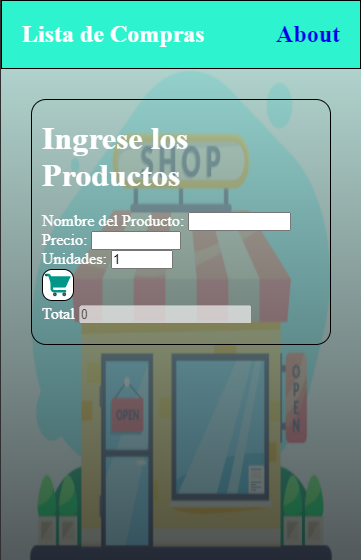 Lista de Compras About
SHOP
Ingrese los
Productos
Nombre del Producto:
Precio:
Unidades: 1
Total 0
OPEN
OPEN